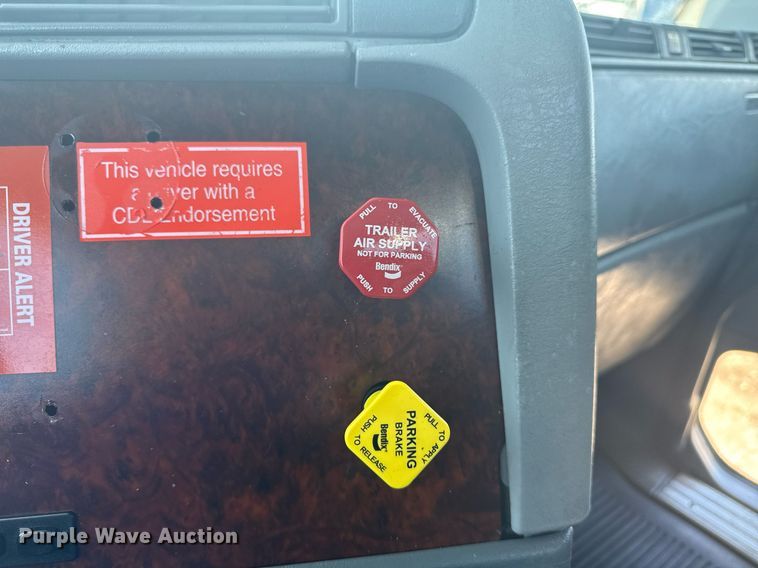 This vehicle requires
a driver with a
CDL Endorsement
DRIVER ALERT
PULL TO EVACUATE
TRAILER
AIR SUPPLY
NOT FOR PARKING
Bendix
PUSH TO SUPPLY
PULL TO APPLY
PARKING
BRAKE
Bendix
PUSH TO RELEASE
Purple Wave Auction